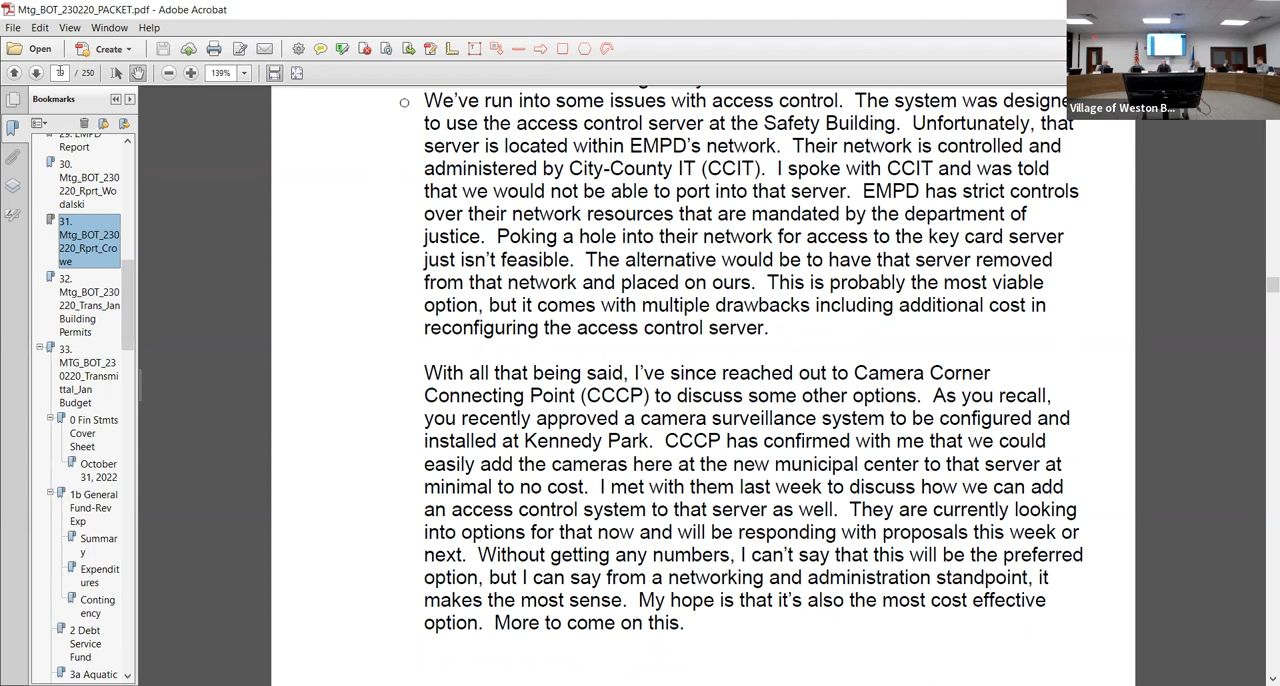 Mtg_BOT_230220_PACKET.pdf - Adobe Acrobat
File Edit View Window Help
Open Create
/ 250 139%
Bookmarks
29. EMPD
Report
30.
Mtg_BOT_230
220_Rprt_Wo
dalski
31.
Mtg_BOT_230
220_Rprt_Cro
we
32.
Mtg_BOT_230
220_Trans_Jan
Building
Permits
33.
MTG_BOT_23
0220_Transmi
ttal_Jan
Budget
0 Fin Stmts
Cover
Sheet
October
31, 2022
1b General
Fund-Rev
Exp
Summar
y
Expendit
ures
Conting
ency
2 Debt
Service
Fund
3a Aquatic
We've run into some issues with access control. The system was designe
to use the access control server at the Safety Building. Unfortunately, that
server is located within EMPD's network. Their network is controlled and
administered by City-County IT (CCIT). I spoke with CCIT and was told
that we would not be able to port into that server. EMPD has strict controls
over their network resources that are mandated by the department of
justice. Poking a hole into their network for access to the key card server
just isn't feasible. The alternative would be to have that server removed
from that network and placed on ours. This is probably the most viable
option, but it comes with multiple drawbacks including additional cost in
reconfiguring the access control server.
With all that being said, I've since reached out to Camera Corner
Connecting Point (CCCP) to discuss some other options. As you recall,
you recently approved a camera surveillance system to be configured and
installed at Kennedy Park. CCCP has confirmed with me that we could
easily add the cameras here at the new municipal center to that server at
minimal to no cost. I met with them last week to discuss how we can add
an access control system to that server as well. They are currently looking
into options for that now and will be responding with proposals this week or
next. Without getting any numbers, I can't say that this will be the preferred
option, but I can say from a networking and administration standpoint, it
makes the most sense. My hope is that it's also the most cost effective
option. More to come on this.
Village of Weston B...